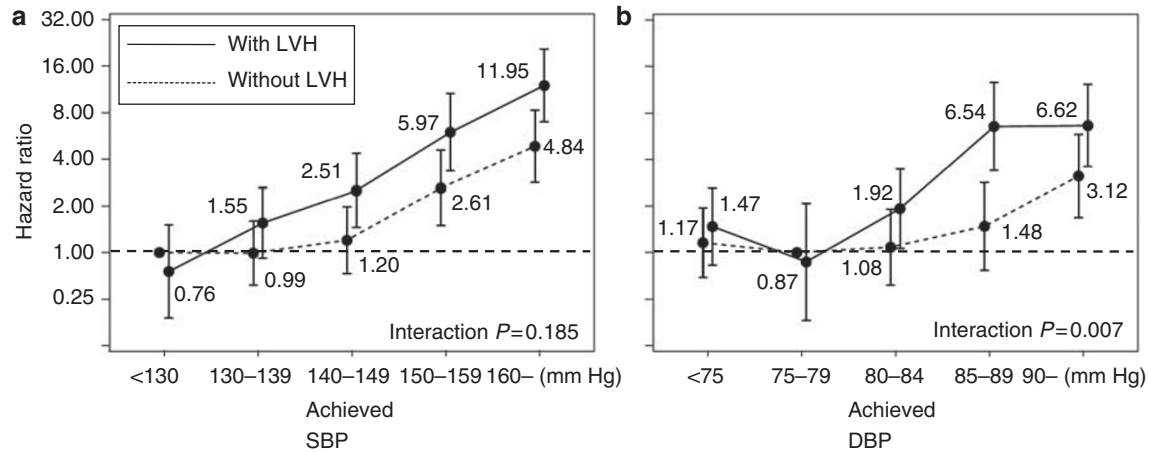 a
32.00
16.00
8.00
4.00
2.00
1.00
0.25
Hazard ratio
With LVH
Without LVH
0.76
1.55
2.51
5.97
11.95
0.99
1.20
2.61
4.84
Interaction P=0.185
<130 130–139 140–149 150–159 160– (mm Hg)
Achieved
SBP
b
1.17
1.47
0.87
1.92
6.54
6.62
1.08
1.48
3.12
Interaction P=0.007
<75 75–79 80–84 85–89 90– (mm Hg)
Achieved
DBP